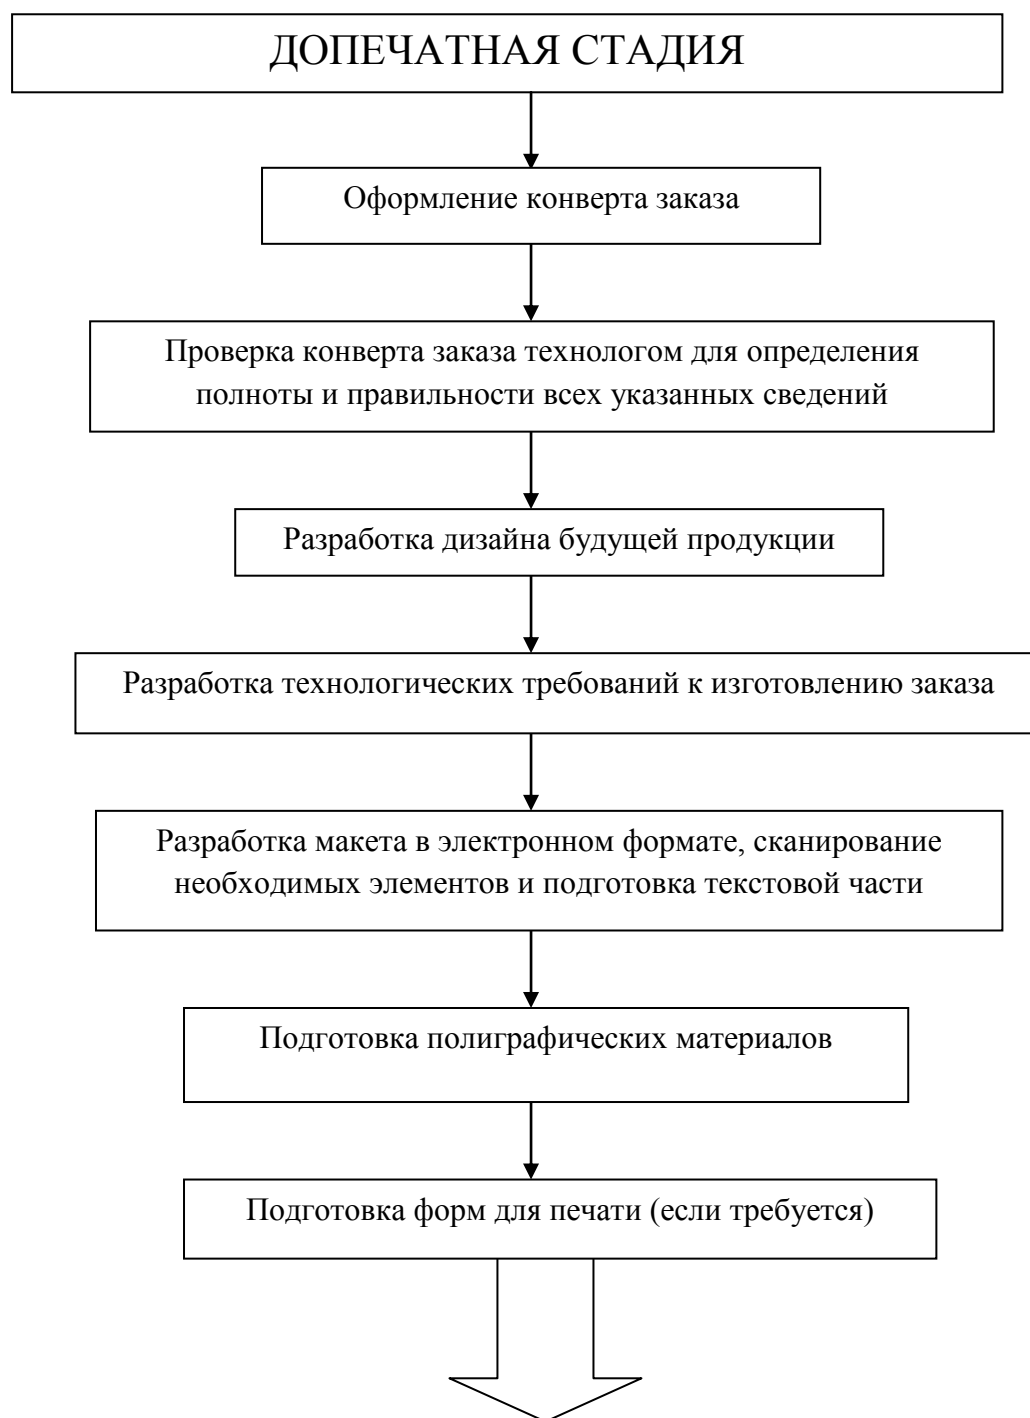 ДОПЕЧАТНАЯ СТАДИЯ
Оформление конверта заказа
Проверка конверта заказа технологом для определения
полноты и правильности всех указанных сведений
Разработка дизайна будущей продукции
Разработка технологических требований к изготовлению заказа
Разработка макета в электронном формате, сканирование
необходимых элементов и подготовка текстовой части
Подготовка полиграфических материалов
Подготовка форм для печати (если требуется)